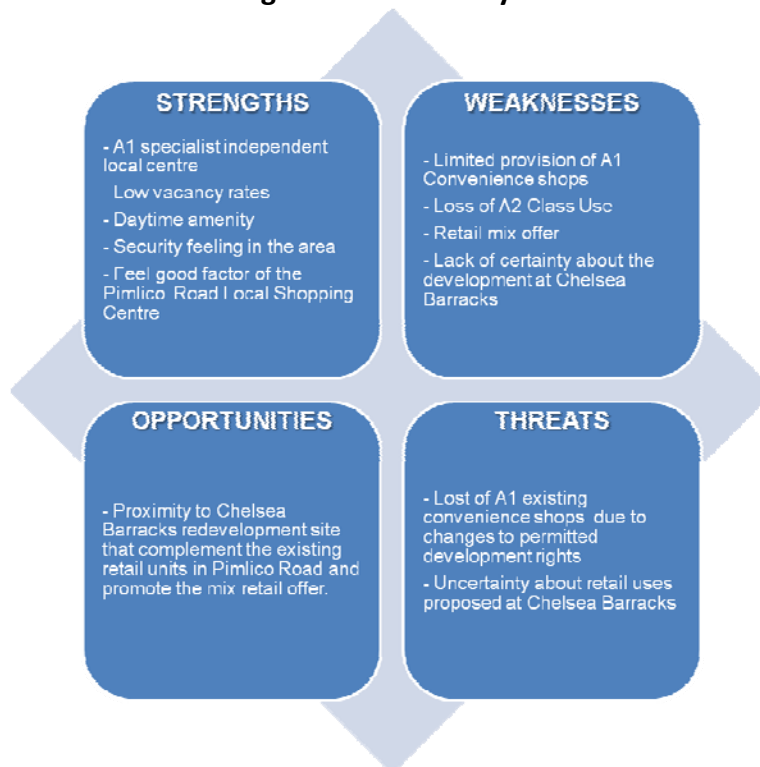 STRENGTHS
- A1 specialist independent
local centre
Low vacancy rates
- Daytime amenity
- Security feeling in the area
- Feel good factor of the
Pimlico Road Local Shopping
Centre
WEAKNESSES
- Limited provision of A1
Convenience shops
- Loss of A2 Class Use
- Retail mix offer
- Lack of certainty about the
development at Chelsea
Barracks
OPPORTUNITIES
- Proximity to Chelsea
Barracks redevelopment site
that complement the existing
retail units in Pimlico Road and
promote the mix retail offer.
THREATS
- Lost of A1 existing
convenience shops due to
changes to permitted
development rights
- Uncertainty about retail uses
proposed at Chelsea Barracks